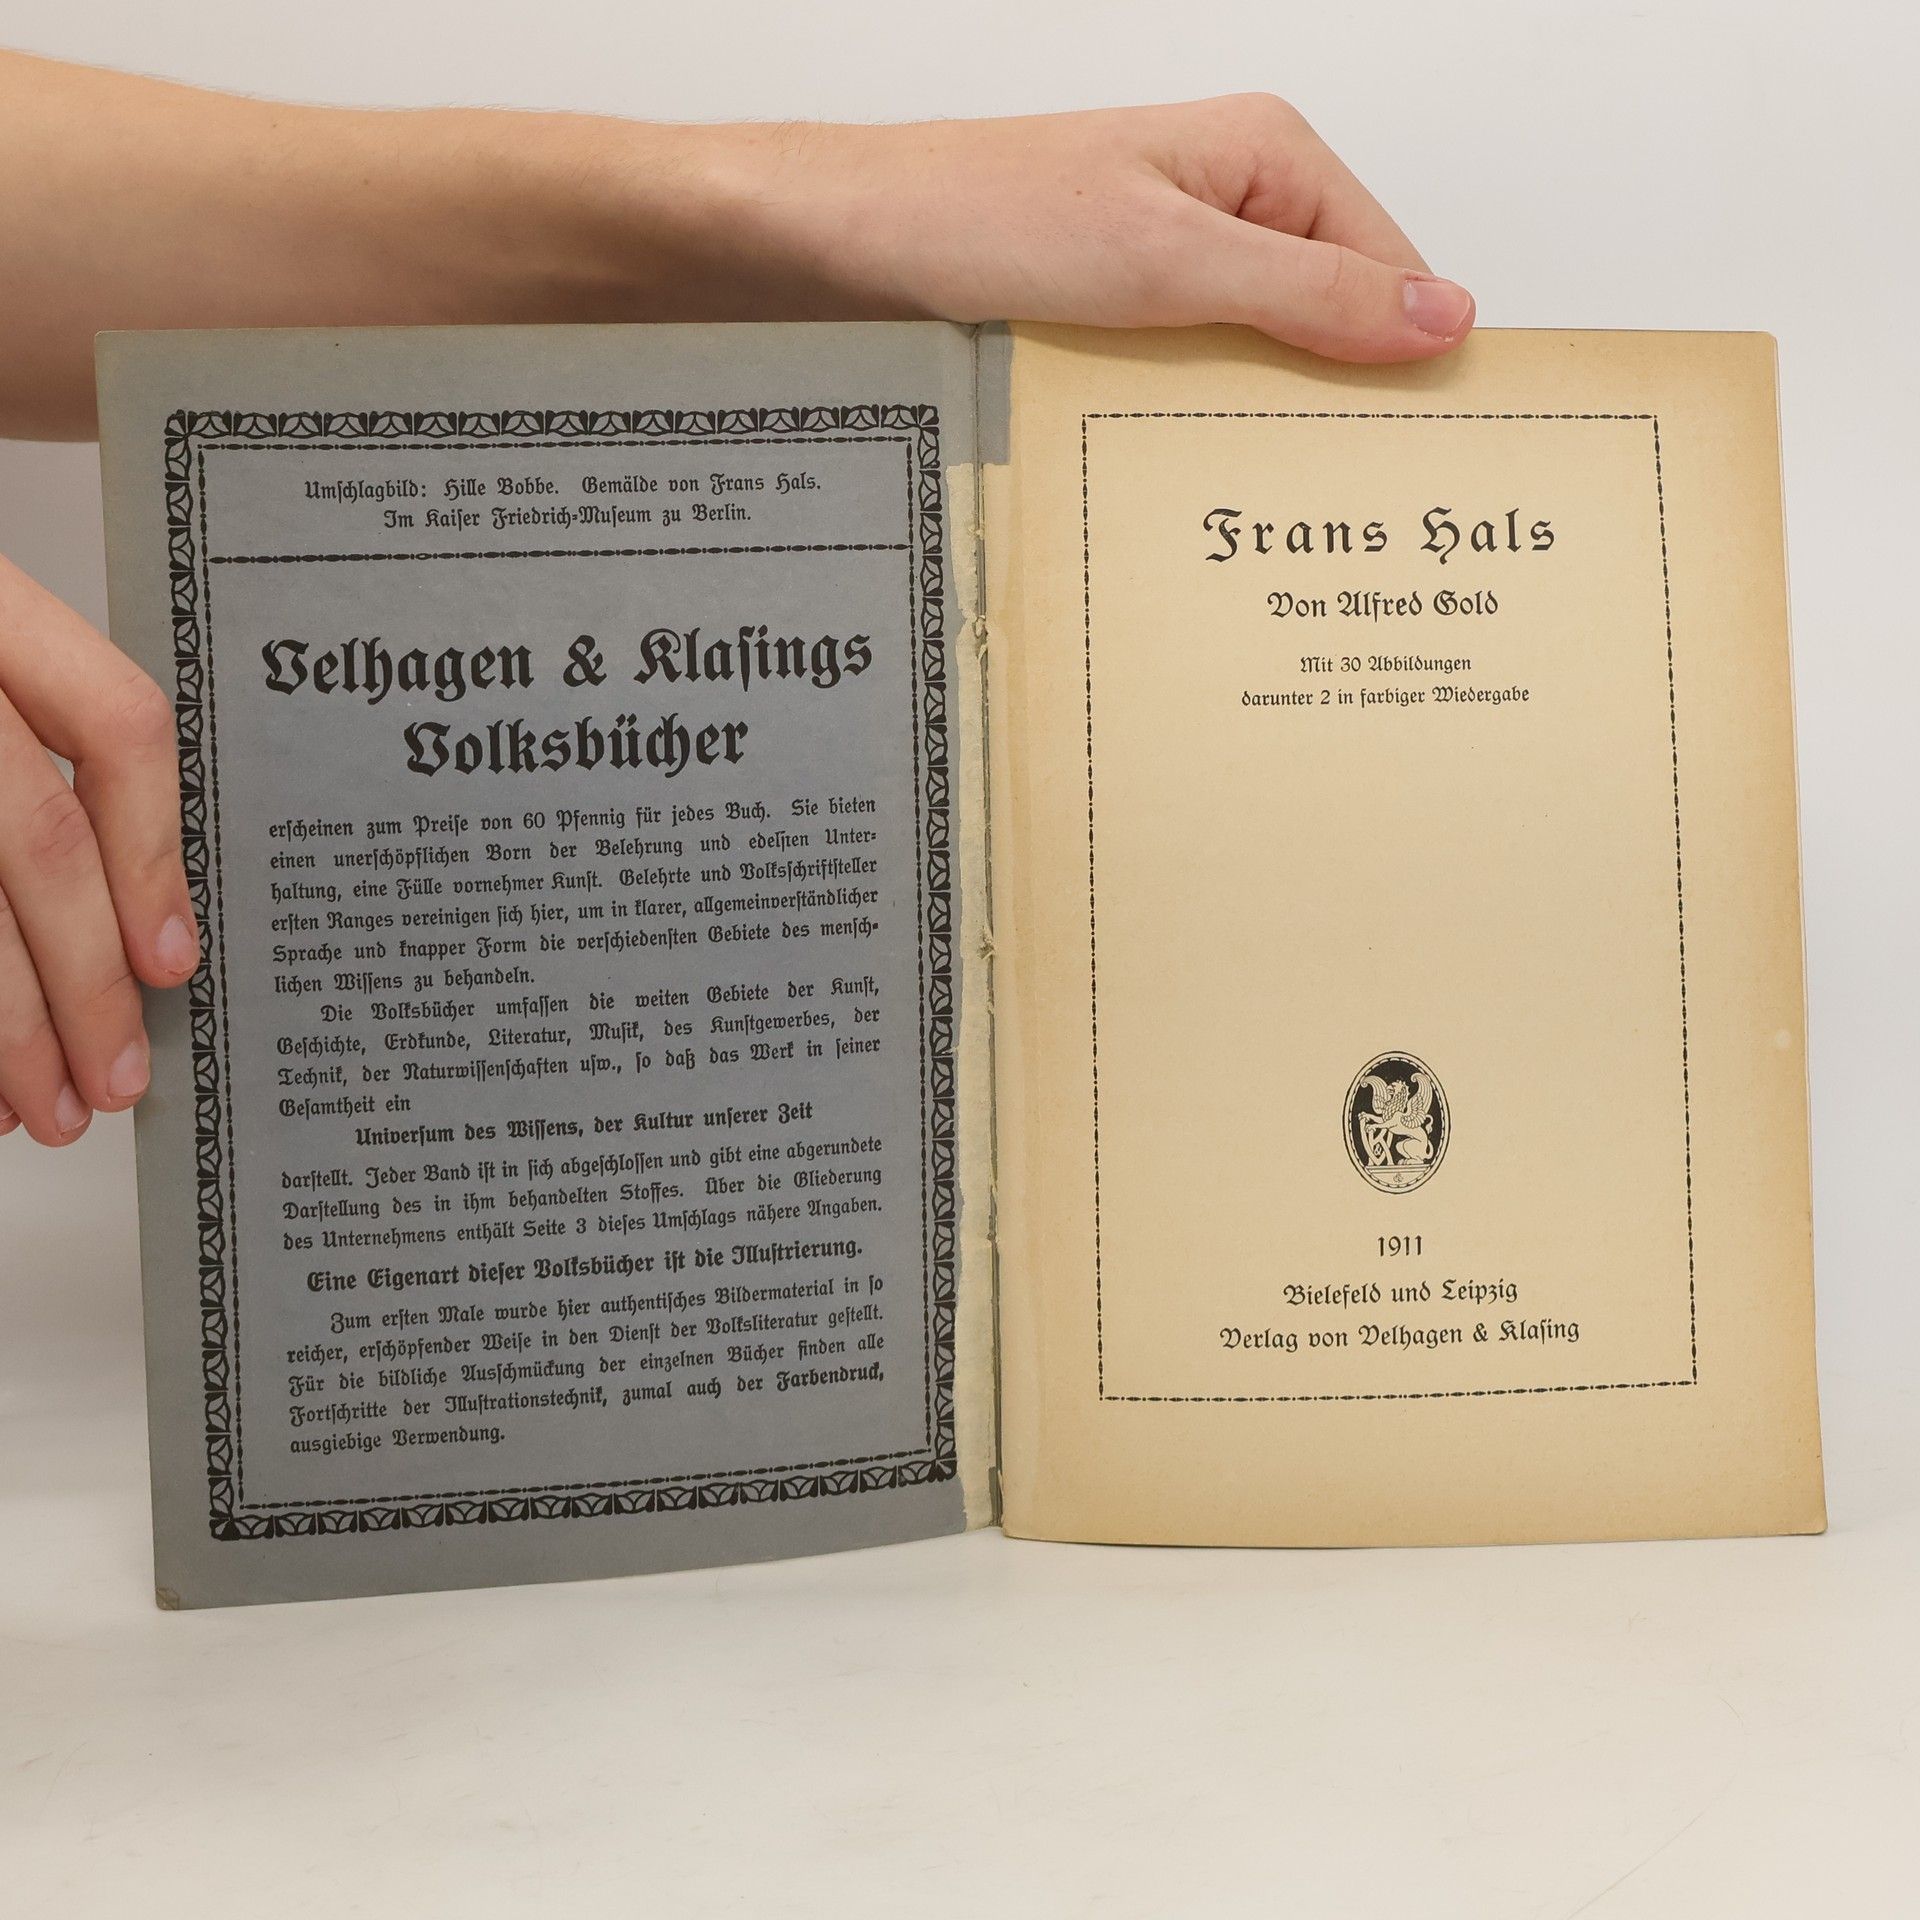 Umschlagbild: Hille Bobbe. Gemälde von Frans Hals.
Im Kaiser Friedrich-Museum zu Berlin.
Velhagen & Klasings
Volksbücher
erscheinen zum Preise von 60 Pfennig für jedes Buch. Sie bieten
einen unerschöpflichen Born der Belehrung und edelsten Unter-
haltung, eine Fülle vornehmer Kunst. Gelehrte und Volksschriftsteller
ersten Ranges vereinigen sich hier, um in klarer, allgemeinverständlicher
Sprache und knapper Form die verschiedensten Gebiete des mensch-
lichen Wissens zu behandeln.
Die Volksbücher umfassen die weiten Gebiete der Kunst,
Geschichte, Erdkunde, Literatur, Musik, des Kunstgewerbes, der
Technik, der Naturwissenschaften usw., so daß das Werk in seiner
Gesamtheit ein
Universum des Wissens, der Kultur unserer Zeit
darstellt. Jeder Band ist in sich abgeschlossen und gibt eine abgerundete
Darstellung des in ihm behandelten Stoffes. Über die Gliederung
des Unternehmens enthält Seite 3 dieses Umschlags nähere Angaben.
Eine Eigenart dieser Volksbücher ist die Illustrierung.
Zum ersten Male wurde hier authentisches Bildermaterial in so
reicher, erschöpfender Weise in den Dienst der Volksliteratur gestellt.
Für die bildliche Ausschmückung der einzelnen Bücher finden alle
Fortschritte der Illustrationstechnik, zumal auch der Farbendruck,
ausgiebige Verwendung.
Frans Hals
Von Alfred Gold
Mit 30 Abbildungen
darunter 2 in farbiger Wiedergabe
V&K
1911
Bielefeld und Leipzig
Verlag von Velhagen & Klasing